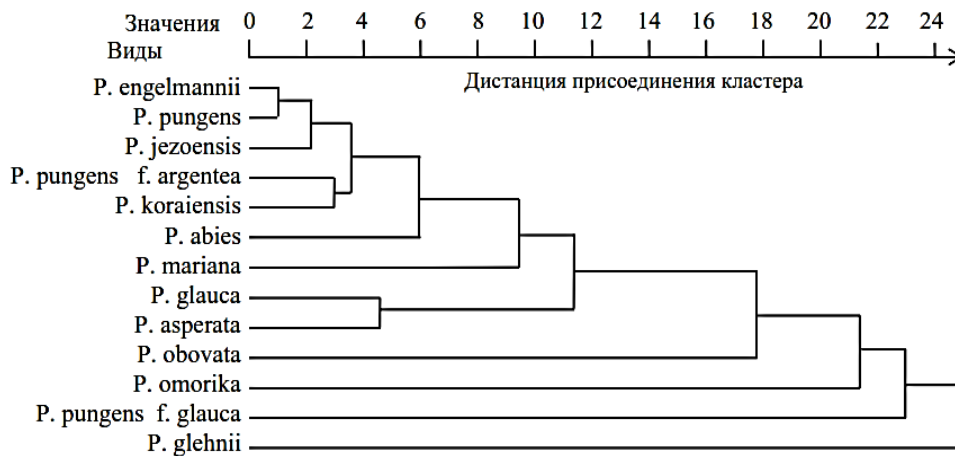 Значения 0 2 4 6 8 10 12 14 16 18 20 22 24
Виды
Дистанция присоединения кластера
P. engelmannii
P. pungens
P. jezoensis
P. pungens f. argentea
P. koraiensis
P. abies
P. mariana
P. glauca
P. asperata
P. obovata
P. omorika
P. pungens f. glauca
P. glehnii